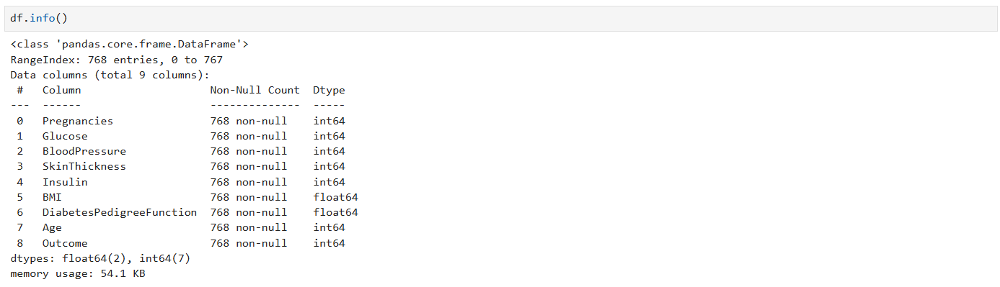 df.info()
<class 'pandas.core.frame.DataFrame'>
RangeIndex: 768 entries, 0 to 767
Data columns (total 9 columns):
 #   Column                    Non-Null Count  Dtype
---  ------                    --------------  -----
 0   Pregnancies               768 non-null    int64
 1   Glucose                   768 non-null    int64
 2   BloodPressure             768 non-null    int64
 3   SkinThickness             768 non-null    int64
 4   Insulin                   768 non-null    int64
 5   BMI                       768 non-null    float64
 6   DiabetesPedigreeFunction  768 non-null    float64
 7   Age                       768 non-null    int64
 8   Outcome                   768 non-null    int64
dtypes: float64(2), int64(7)
memory usage: 54.1 KB